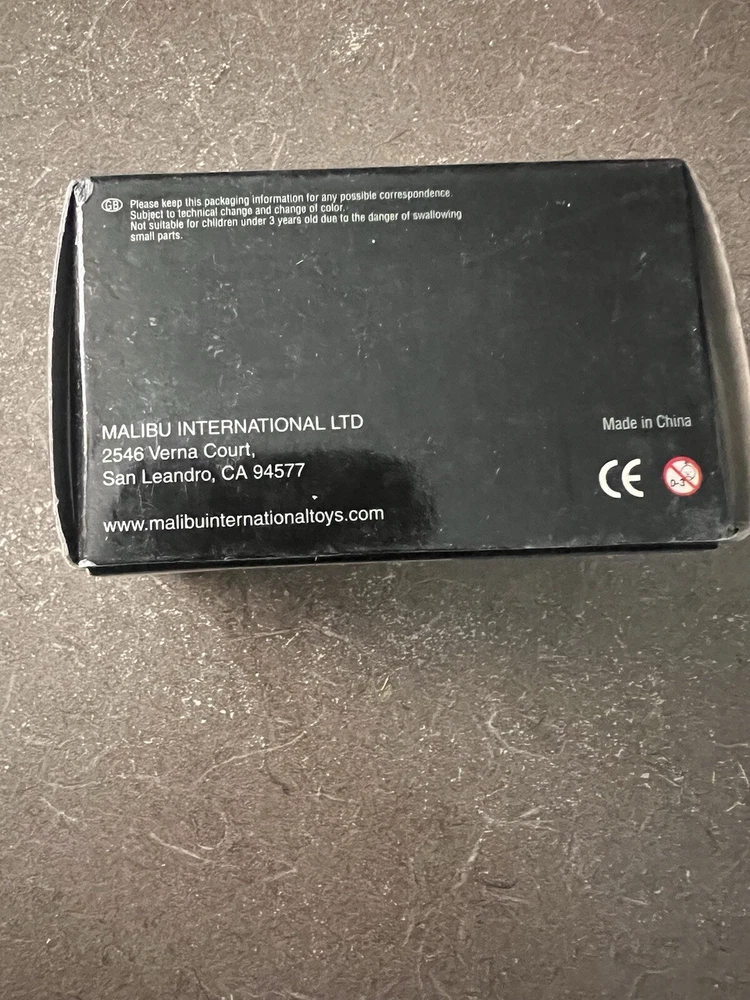 GB Please keep this packaging information for any possible correspondence.
Subject to technical change and change of color.
Not suitable for children under 3 years old due to the danger of swallowing
small parts.
MALIBU INTERNATIONAL LTD
2546 Verna Court,
San Leandro, CA 94577
www.malibuinternationaltoys.com
Made in China
CE
0-3